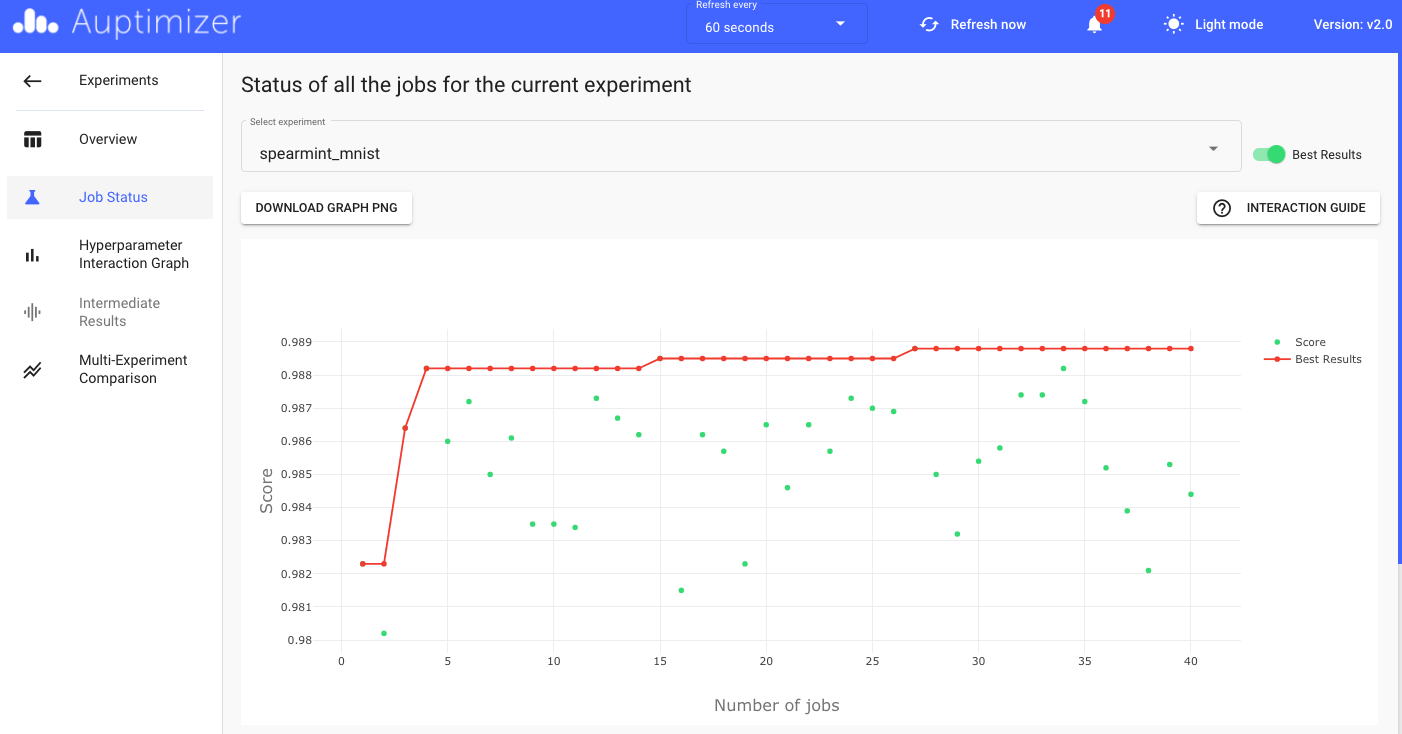 Auptimizer
Refresh every
60 seconds
Refresh now
11
Light mode
Version: v2.0
Experiments
Overview
Job Status
Hyperparameter
Interaction Graph
Intermediate
Results
Multi-Experiment
Comparison
Status of all the jobs for the current experiment
Select experiment
spearmint_mnist
Best Results
DOWNLOAD GRAPH PNG
INTERACTION GUIDE
0.989
0.988
0.987
0.986
0.985
0.984
0.983
0.982
0.981
0.98
Score
0 5 10 15 20 25 30 35 40
Number of jobs
Score
Best Results